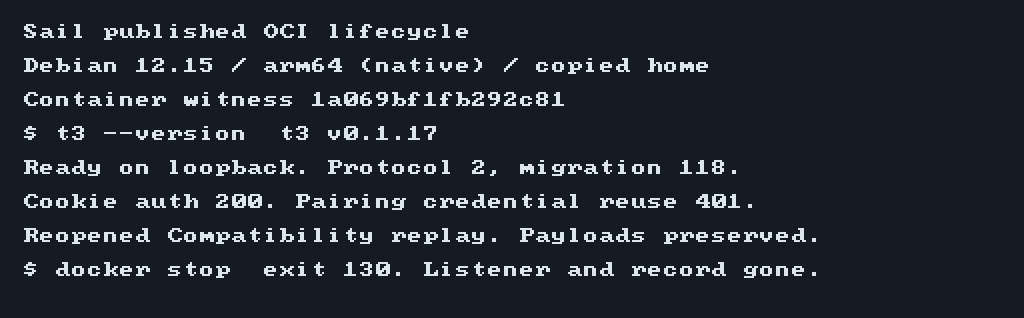 Sail published OCI lifecycle
Debian 12.15 / arm64 (native) / copied home
Container witness 1a069bf1fb292c81
$ t3 --version  t3 v0.1.17
Ready on loopback. Protocol 2, migration 118.
Cookie auth 200. Pairing credential reuse 401.
Reopened Compatibility replay. Payloads preserved.
$ docker stop  exit 130. Listener and record gone.